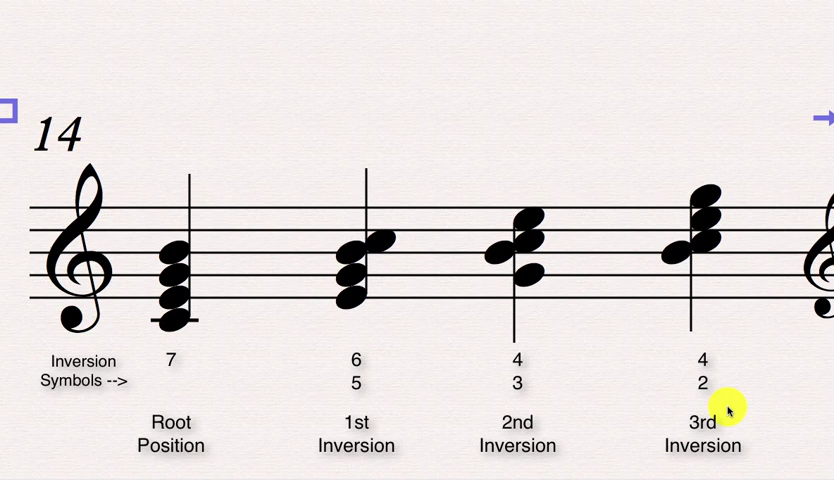 14
Inversion
Symbols -->
7
6
5
4
3
4
2
Root
Position
1st
Inversion
2nd
Inversion
3rd
Inversion